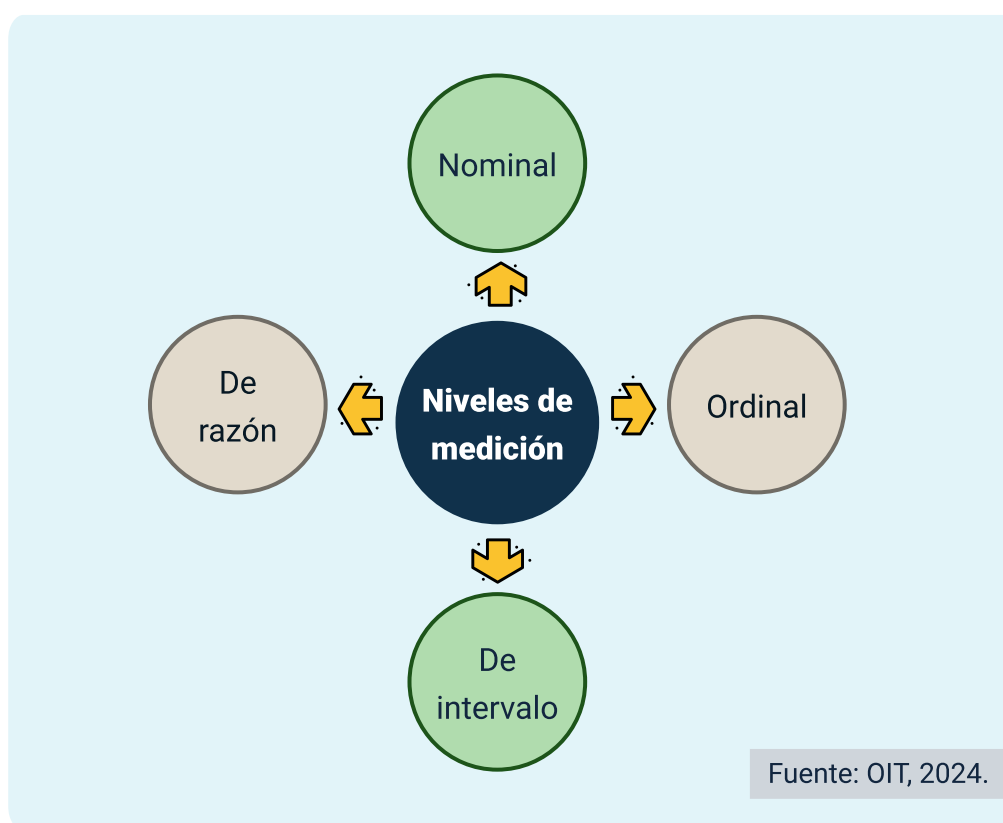 Nominal
De
razón
Niveles de
medición
Ordinal
De
intervalo
Fuente: OIT, 2024.